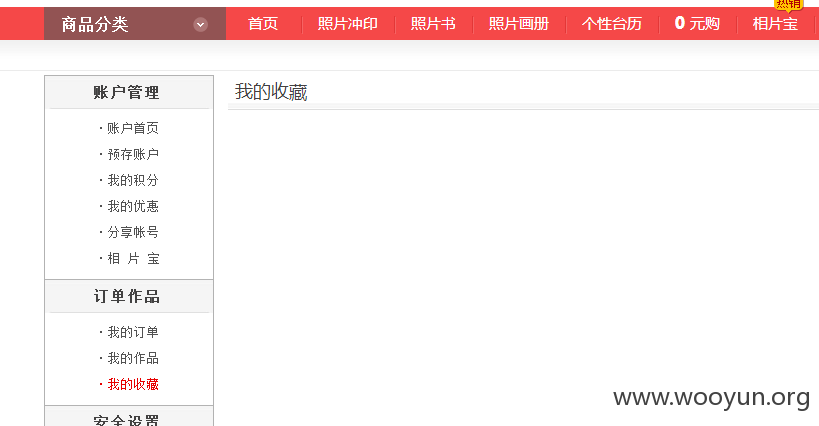 热销
商品分类 首页 照片冲印 照片书 照片画册 个性台历 0 元购 相片宝
账户管理
我的收藏
· 账户首页
· 预存账户
· 我的积分
· 我的优惠
· 分享帐号
· 相 片 宝
订单作品
· 我的订单
· 我的作品
· 我的收藏
安全设置
www.wooyun.org